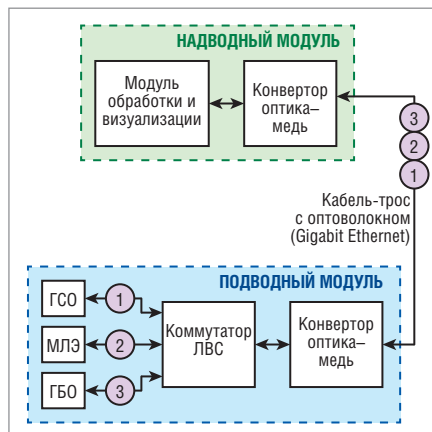 НАДВОДНЫЙ МОДУЛЬ
Модуль
обработки и
визуализации
Конвертор
оптика–
медь
3
2
1
Кабель-трос
с оптоволокном
(Gigabit Ethernet)
ПОДВОДНЫЙ МОДУЛЬ
ГСО
1
МЛЭ
2
ГБО
3
Коммутатор
ЛВС
Конвертор
оптика–
медь